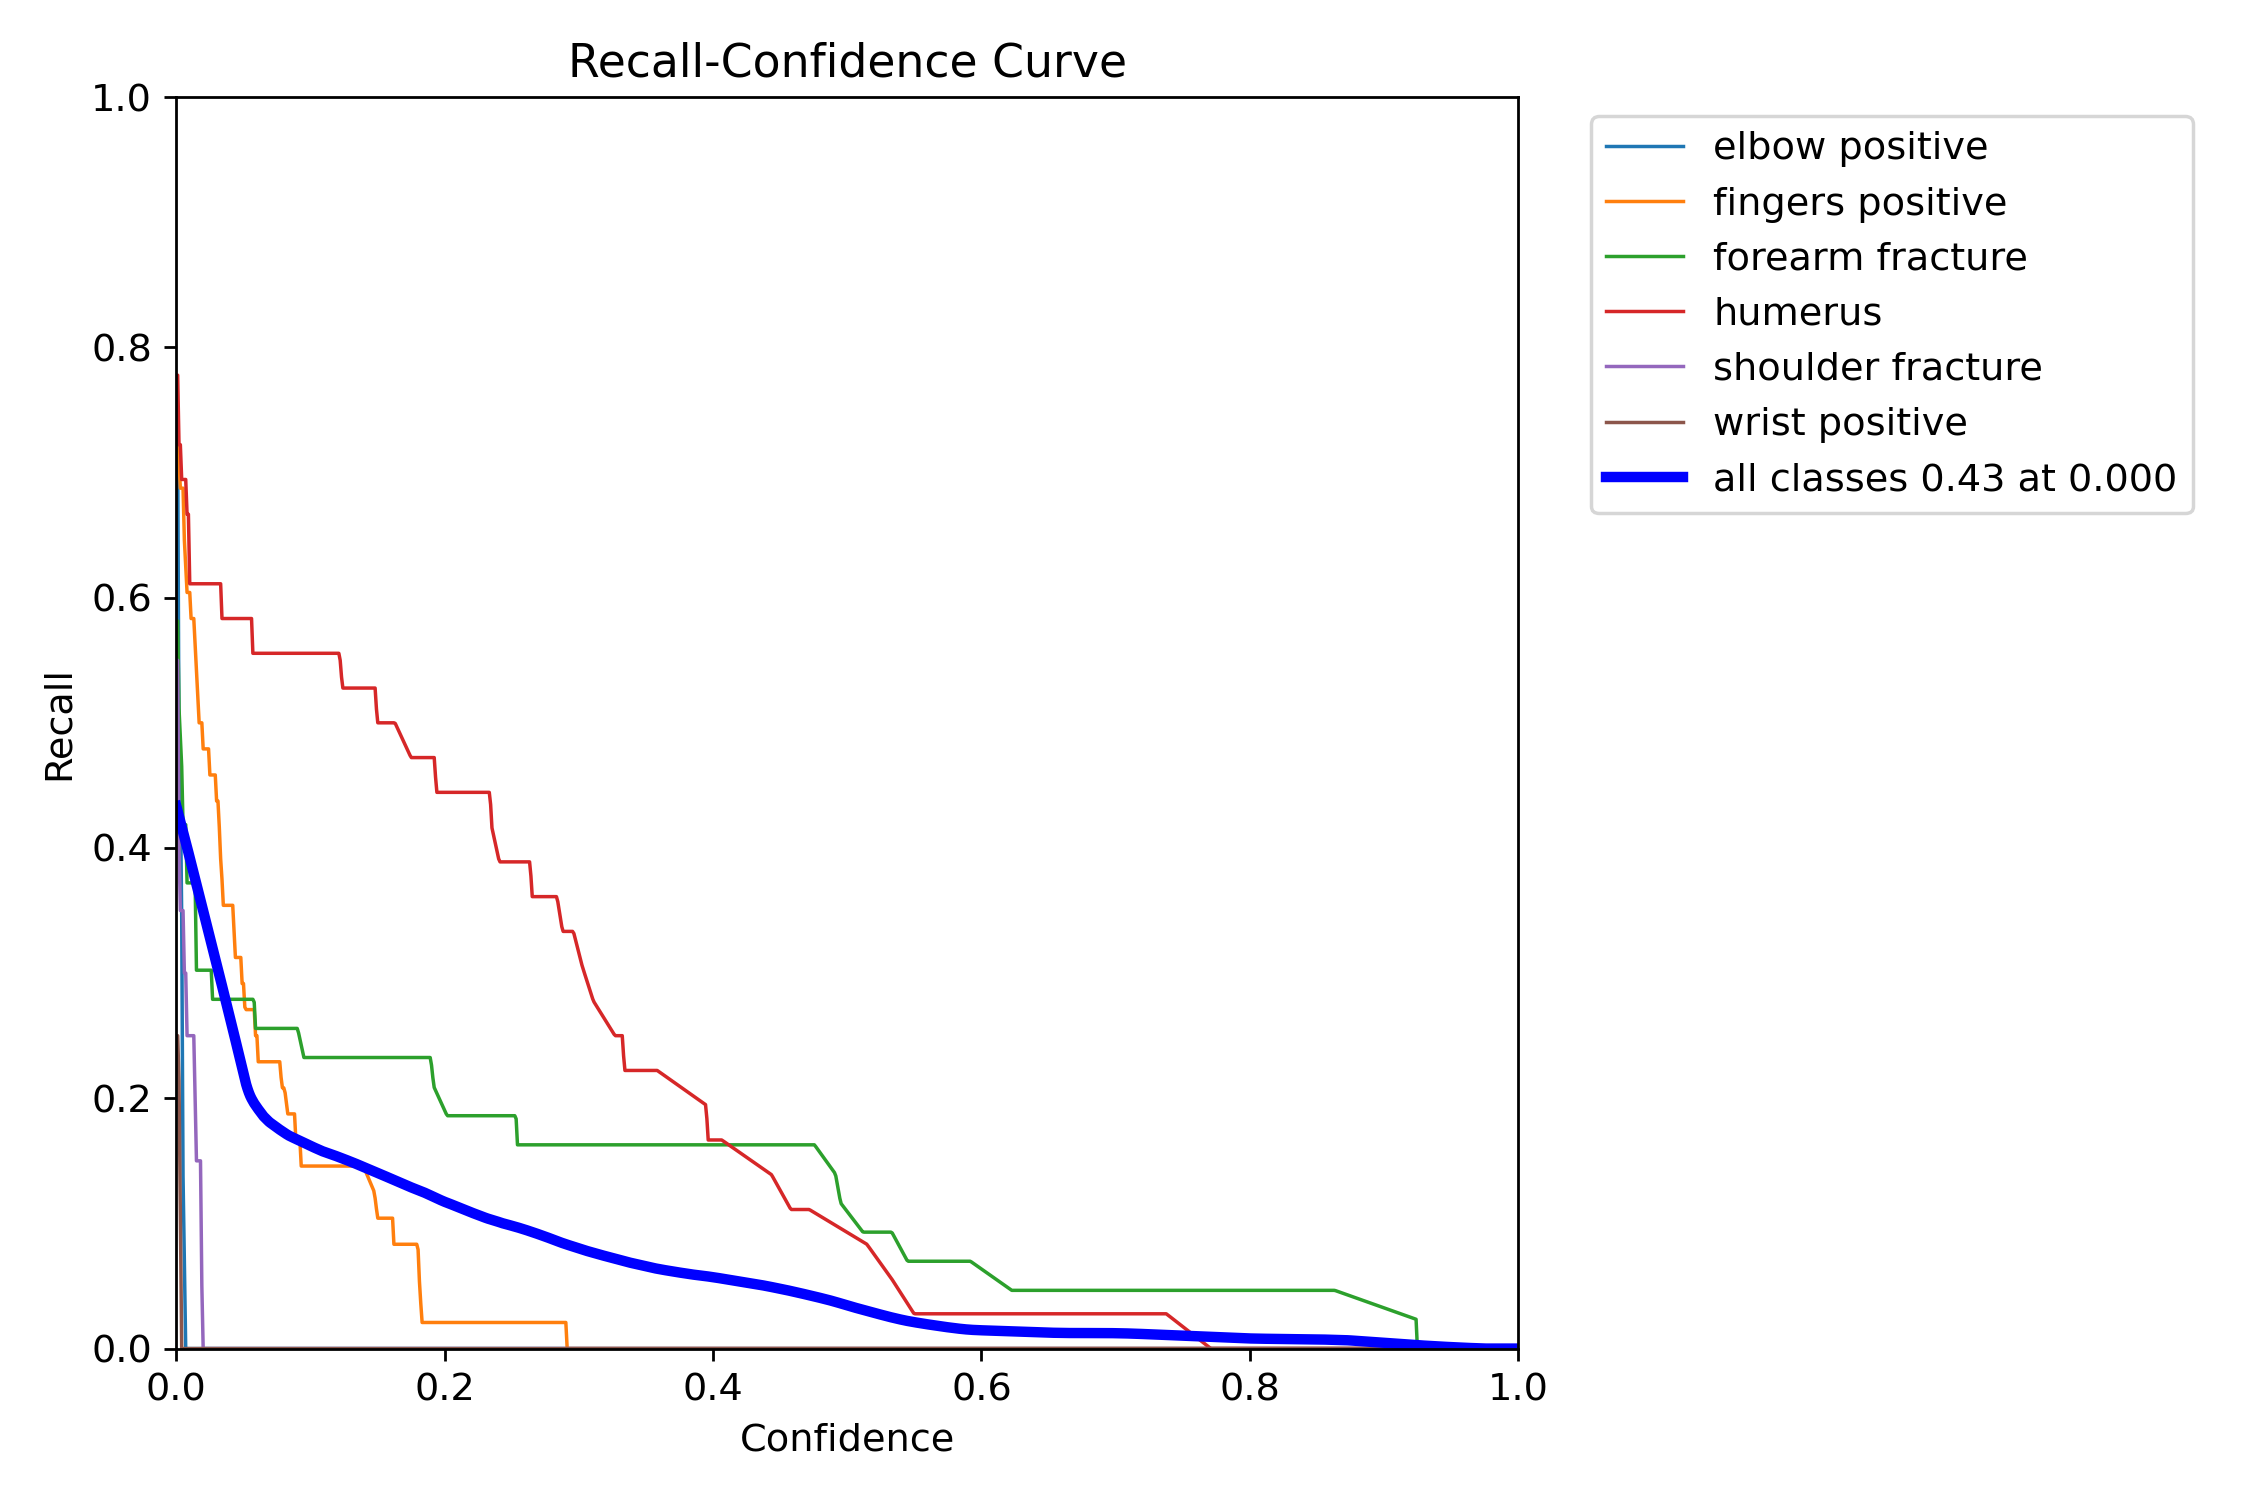 Recall-Confidence Curve
1.0
0.8
0.6
0.4
0.2
0.0
Recall
0.0 0.2 0.4 0.6 0.8 1.0
Confidence
elbow positive
fingers positive
forearm fracture
humerus
shoulder fracture
wrist positive
all classes 0.43 at 0.000